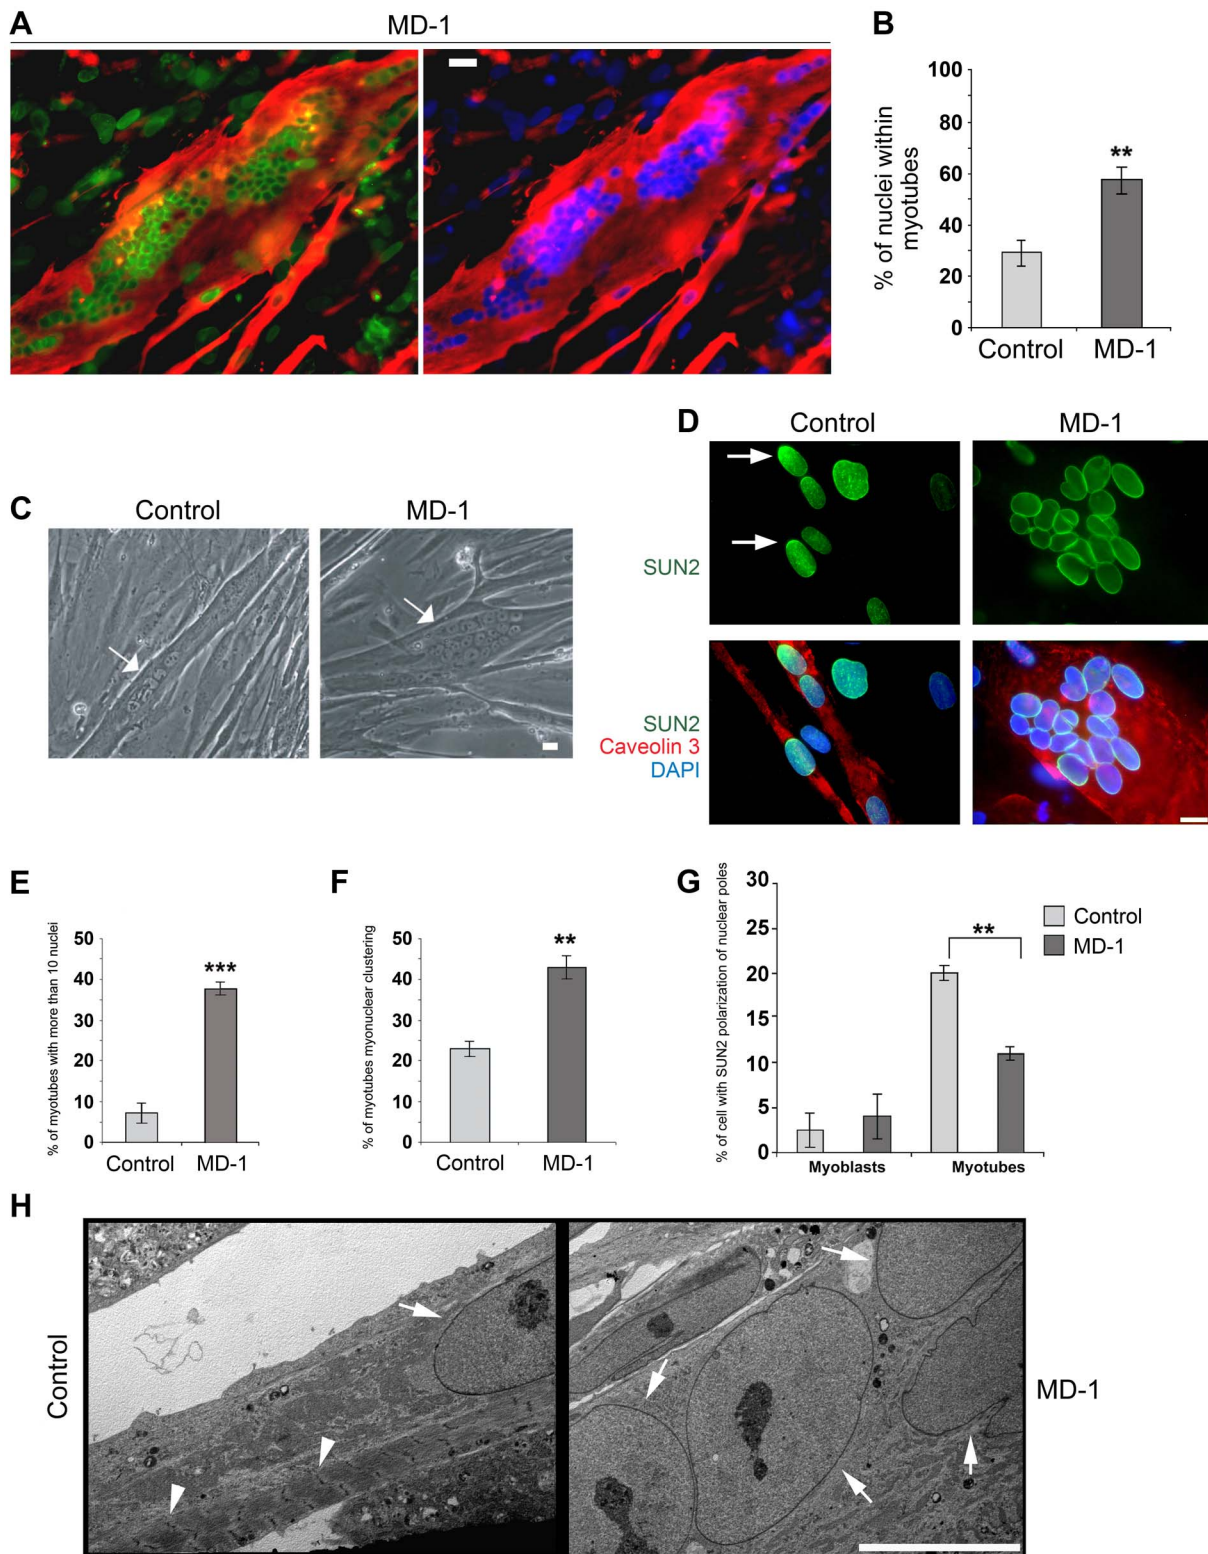 A
MD-1
B
100
80
60
40
20
0
% of nuclei within
myotubes
**
Control
MD-1
C
Control
MD-1
D
Control
MD-1
SUN2
SUN2
Caveolin 3
DAPI
E
50
40
30
20
10
0
% of myotubes with more than 10 nuclei
***
Control
MD-1
F
50
40
30
20
10
0
% of myotubes myonuclear clustering
**
Control
MD-1
G
30
25
20
15
10
5
0
% of cell with SUN2 polarization of nuclear poles
**
Control
MD-1
Myoblasts
Myotubes
H
Control
MD-1